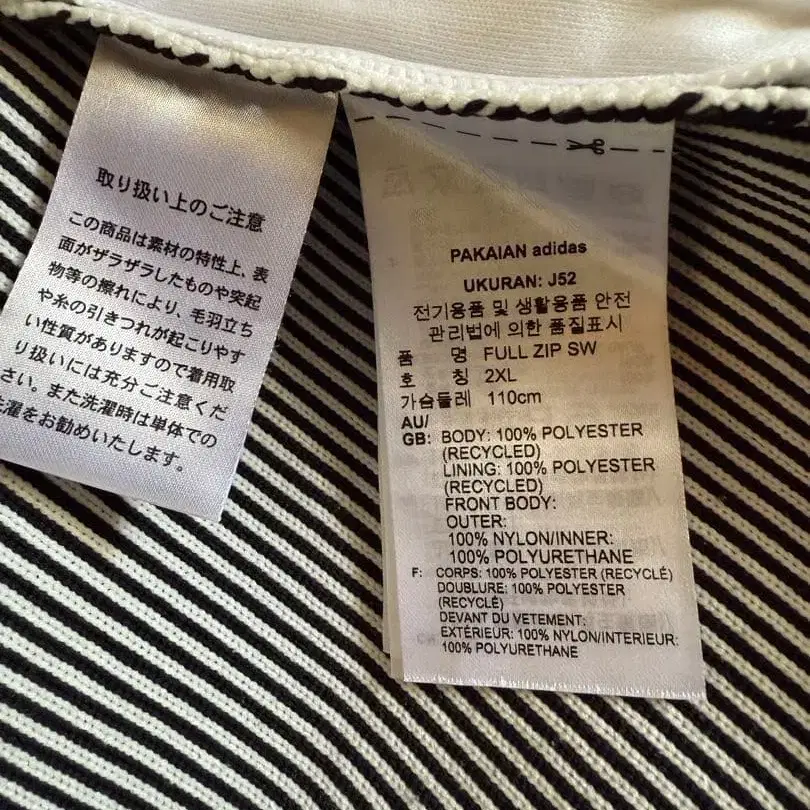 取り扱い上のご注意
この商品は素材の特性上、表
面がザラザラしたものや突起
物等の擦れにより、毛羽立ち
や糸の引きつれが起こりやす
い性質がありますので着用取
り扱いには充分ご注意くだ
さい。また洗濯時は単体での
洗濯をお勧めいたします。
PAKAIAN adidas
UKURAN: J52
전기용품 및 생활용품 안전
관리법에 의한 품질표시
품 명 FULL ZIP SW
호 칭 2XL
가슴둘레 110cm
AU/
GB: BODY: 100% POLYESTER
(RECYCLED)
LINING: 100% POLYESTER
(RECYCLED)
FRONT BODY:
OUTER:
100% NYLON/INNER:
100% POLYURETHANE
F: CORPS: 100% POLYESTER (RECYCLÉ)
DOUBLURE: 100% POLYESTER
(RECYCLÉ)
DEVANT DU VETEMENT:
EXTÉRIEUR: 100% NYLON/INTERIEUR:
100% POLYURETHANE